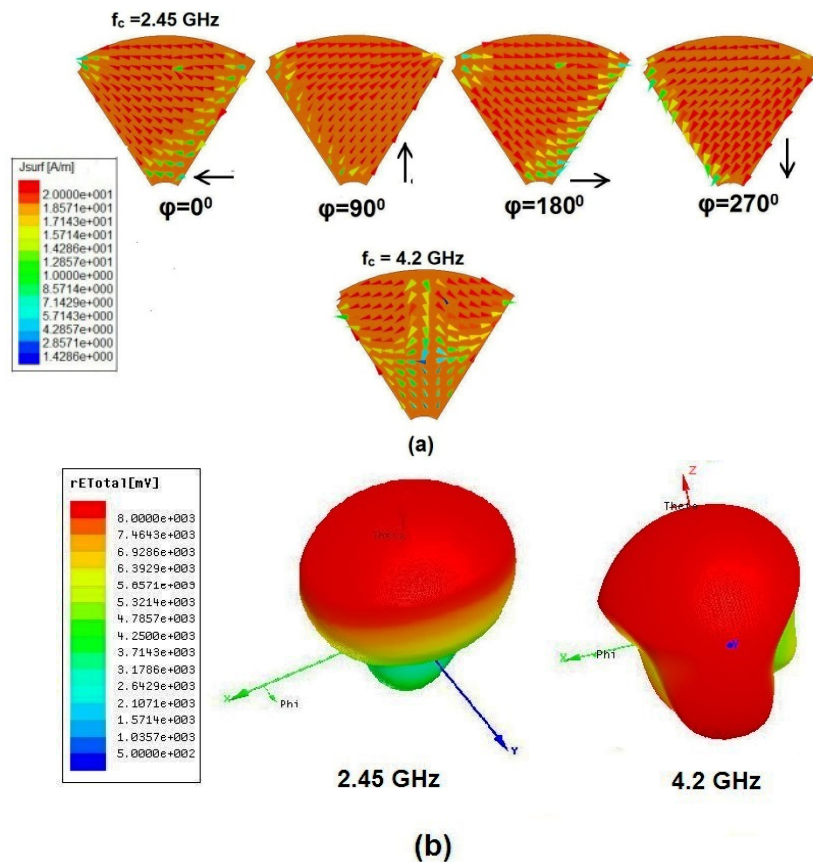 f_c =2.45 GHz
Jsurf [A/m]
2.0000e+001
1.8571e+001
1.7143e+001
1.5714e+001
1.4286e+001
1.2857e+001
1.0000e+000
8.5714e+000
7.1429e+000
5.7143e+000
4.2857e+000
2.8571e+000
1.4286e+000
φ=0⁰
φ=90⁰
φ=180⁰
φ=270⁰
f_c = 4.2 GHz
(a)
rETotal[mV]
8.0000e+003
7.4643e+003
6.9286e+003
6.3929e+003
5.8571e+003
5.3214e+003
4.7857e+003
4.2500e+003
3.7143e+003
3.1786e+003
2.6429e+003
2.1071e+003
1.5714e+003
1.0357e+003
5.0000e+002
Theta
X
Phi
Y
2.45 GHz
Z
Theta
X
Phi
Y
4.2 GHz
(b)